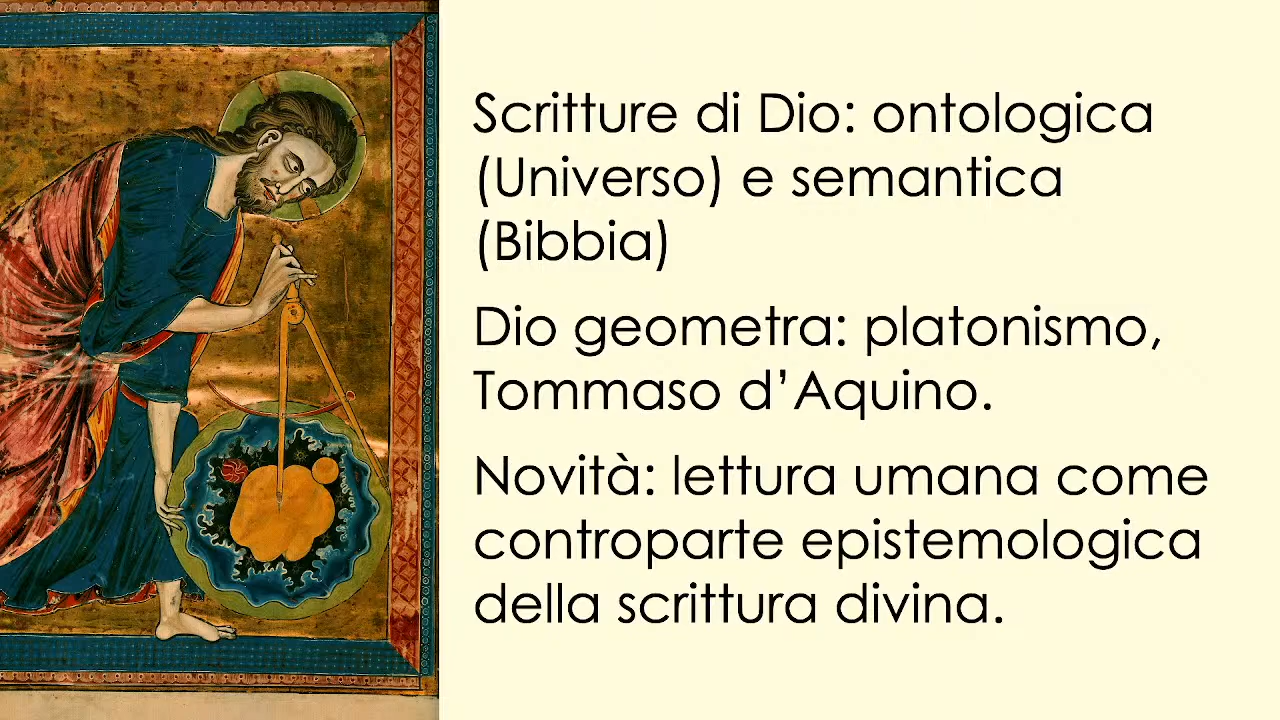 Scritture di Dio: ontologica
(Universo) e semantica
(Bibbia)
Dio geometra: platonismo,
Tommaso d’Aquino.
Novità: lettura umana come
controparte epistemologica
della scrittura divina.